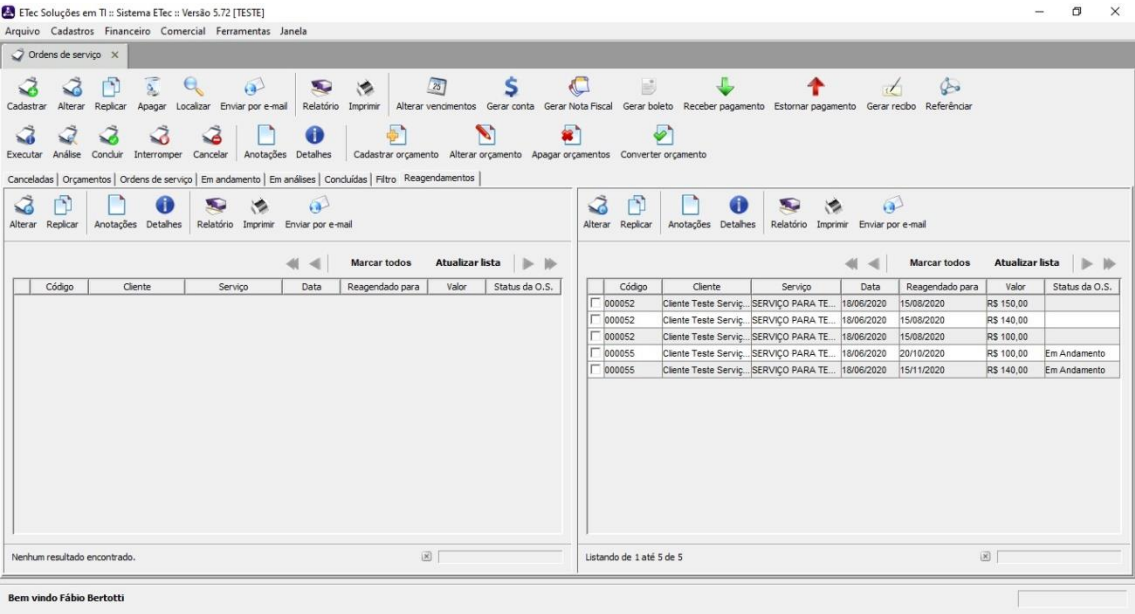 ETec Soluções em TI :: Sistema ETec :: Versão 5.72 [TESTE]
Arquivo Cadastros Financeiro Comercial Ferramentas Janela
Ordens de serviço
Cadastrar Alterar Replicar Apagar Localizar Enviar por e-mail Relatório Imprimir Alterar vencimentos Gerar conta Gerar Nota Fiscal Gerar boleto Receber pagamento Estornar pagamento Gerar recibo Referênciar
Executar Análise Concluir Interromper Cancelar Anotações Detalhes Cadastrar orçamento Alterar orçamento Apagar orçamentos Converter orçamento
Canceladas Orçamentos Ordens de serviço Em andamento Em análises Concluídas Filtro Reagendamentos
Alterar Replicar Anotações Detalhes Relatório Imprimir Enviar por e-mail
Marcar todos Atualizar lista
Código Cliente Serviço Data Reagendado para Valor Status da O.S.
Nenhum resultado encontrado.
Alterar Replicar Anotações Detalhes Relatório Imprimir Enviar por e-mail
Marcar todos Atualizar lista
Código Cliente Serviço Data Reagendado para Valor Status da O.S.
000052 Cliente Teste Serviç... SERVIÇO PARA TE... 18/06/2020 15/08/2020 R$ 150,00
000052 Cliente Teste Serviç... SERVIÇO PARA TE... 18/06/2020 15/08/2020 R$ 140,00
000052 Cliente Teste Serviç... SERVIÇO PARA TE... 18/06/2020 15/08/2020 R$ 100,00
000055 Cliente Teste Serviç... SERVIÇO PARA TE... 18/06/2020 20/10/2020 R$ 100,00 Em Andamento
000055 Cliente Teste Serviç... SERVIÇO PARA TE... 18/06/2020 15/11/2020 R$ 140,00 Em Andamento
Listando de 1 até 5 de 5
Bem vindo Fábio Bertotti